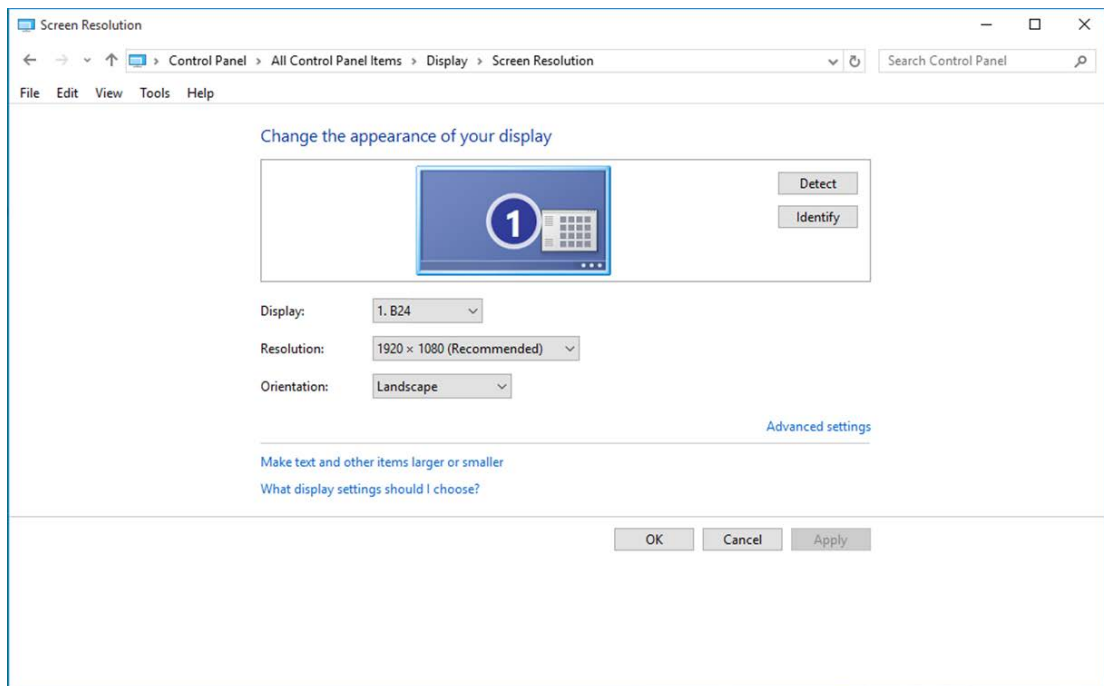 Screen Resolution
Control Panel > All Control Panel Items > Display > Screen Resolution
Search Control Panel
File Edit View Tools Help
Change the appearance of your display
1
Detect
Identify
Display: 1. B24
Resolution: 1920 × 1080 (Recommended)
Orientation: Landscape
Advanced settings
Make text and other items larger or smaller
What display settings should I choose?
OK Cancel Apply